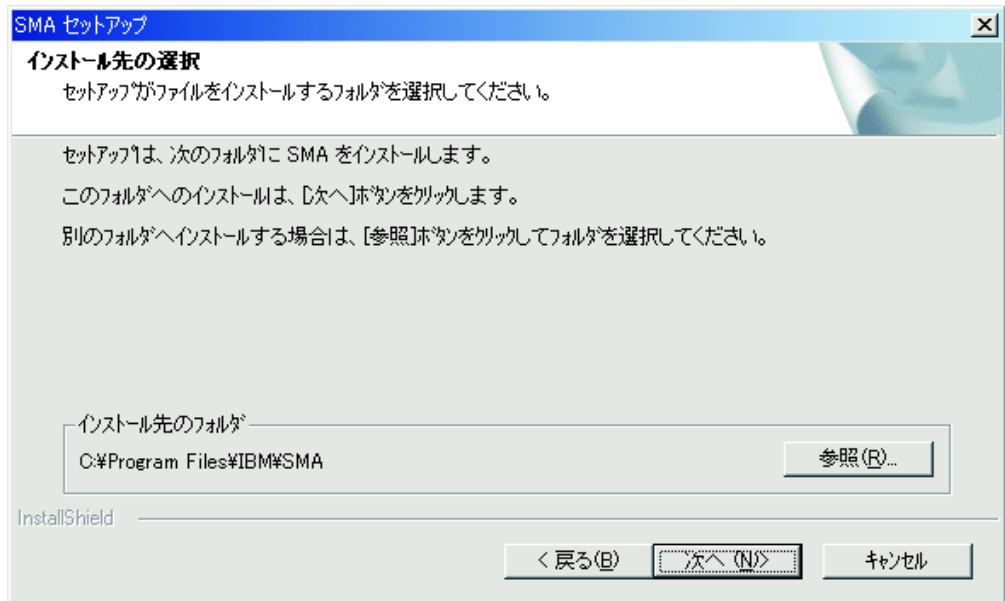 SMA セットアップ
インストール先の選択
セットアップがファイルをインストールするフォルダを選択してください。
セットアップは、次のフォルダに SMA をインストールします。
このフォルダへのインストールは、[次へ]ボタンをクリックします。
別のフォルダへインストールする場合は、[参照]ボタンをクリックしてフォルダを選択してください。
インストール先のフォルダ
C:¥Program Files¥IBM¥SMA
参照(R)...
InstallShield
< 戻る(B)
次へ (N)>
キャンセル